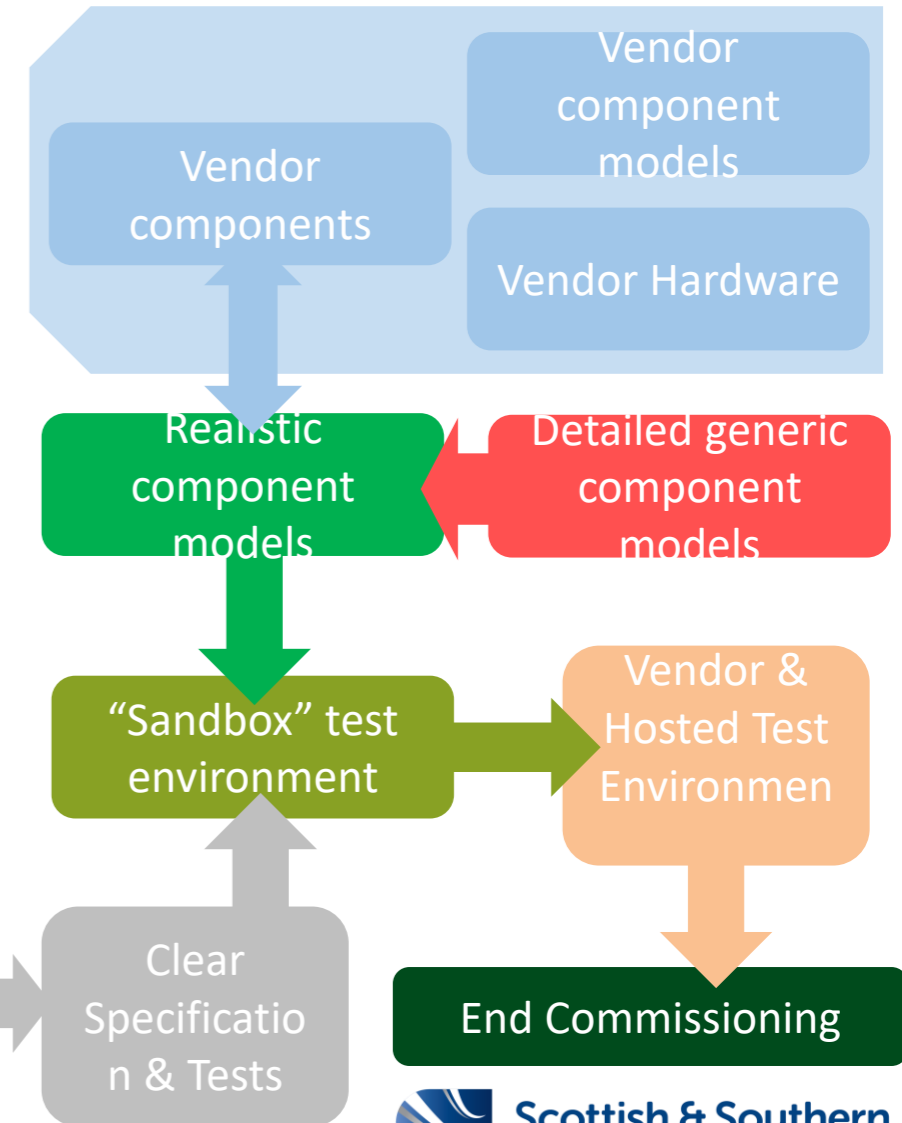 Vendor
component
models
Vendor
components
Vendor Hardware
Realistic
component
models
Detailed generic
component
models
“Sandbox” test
environment
Vendor &
Hosted Test
Environmen
Clear
Specificatio
n & Tests
End Commissioning
Scottish & Southern